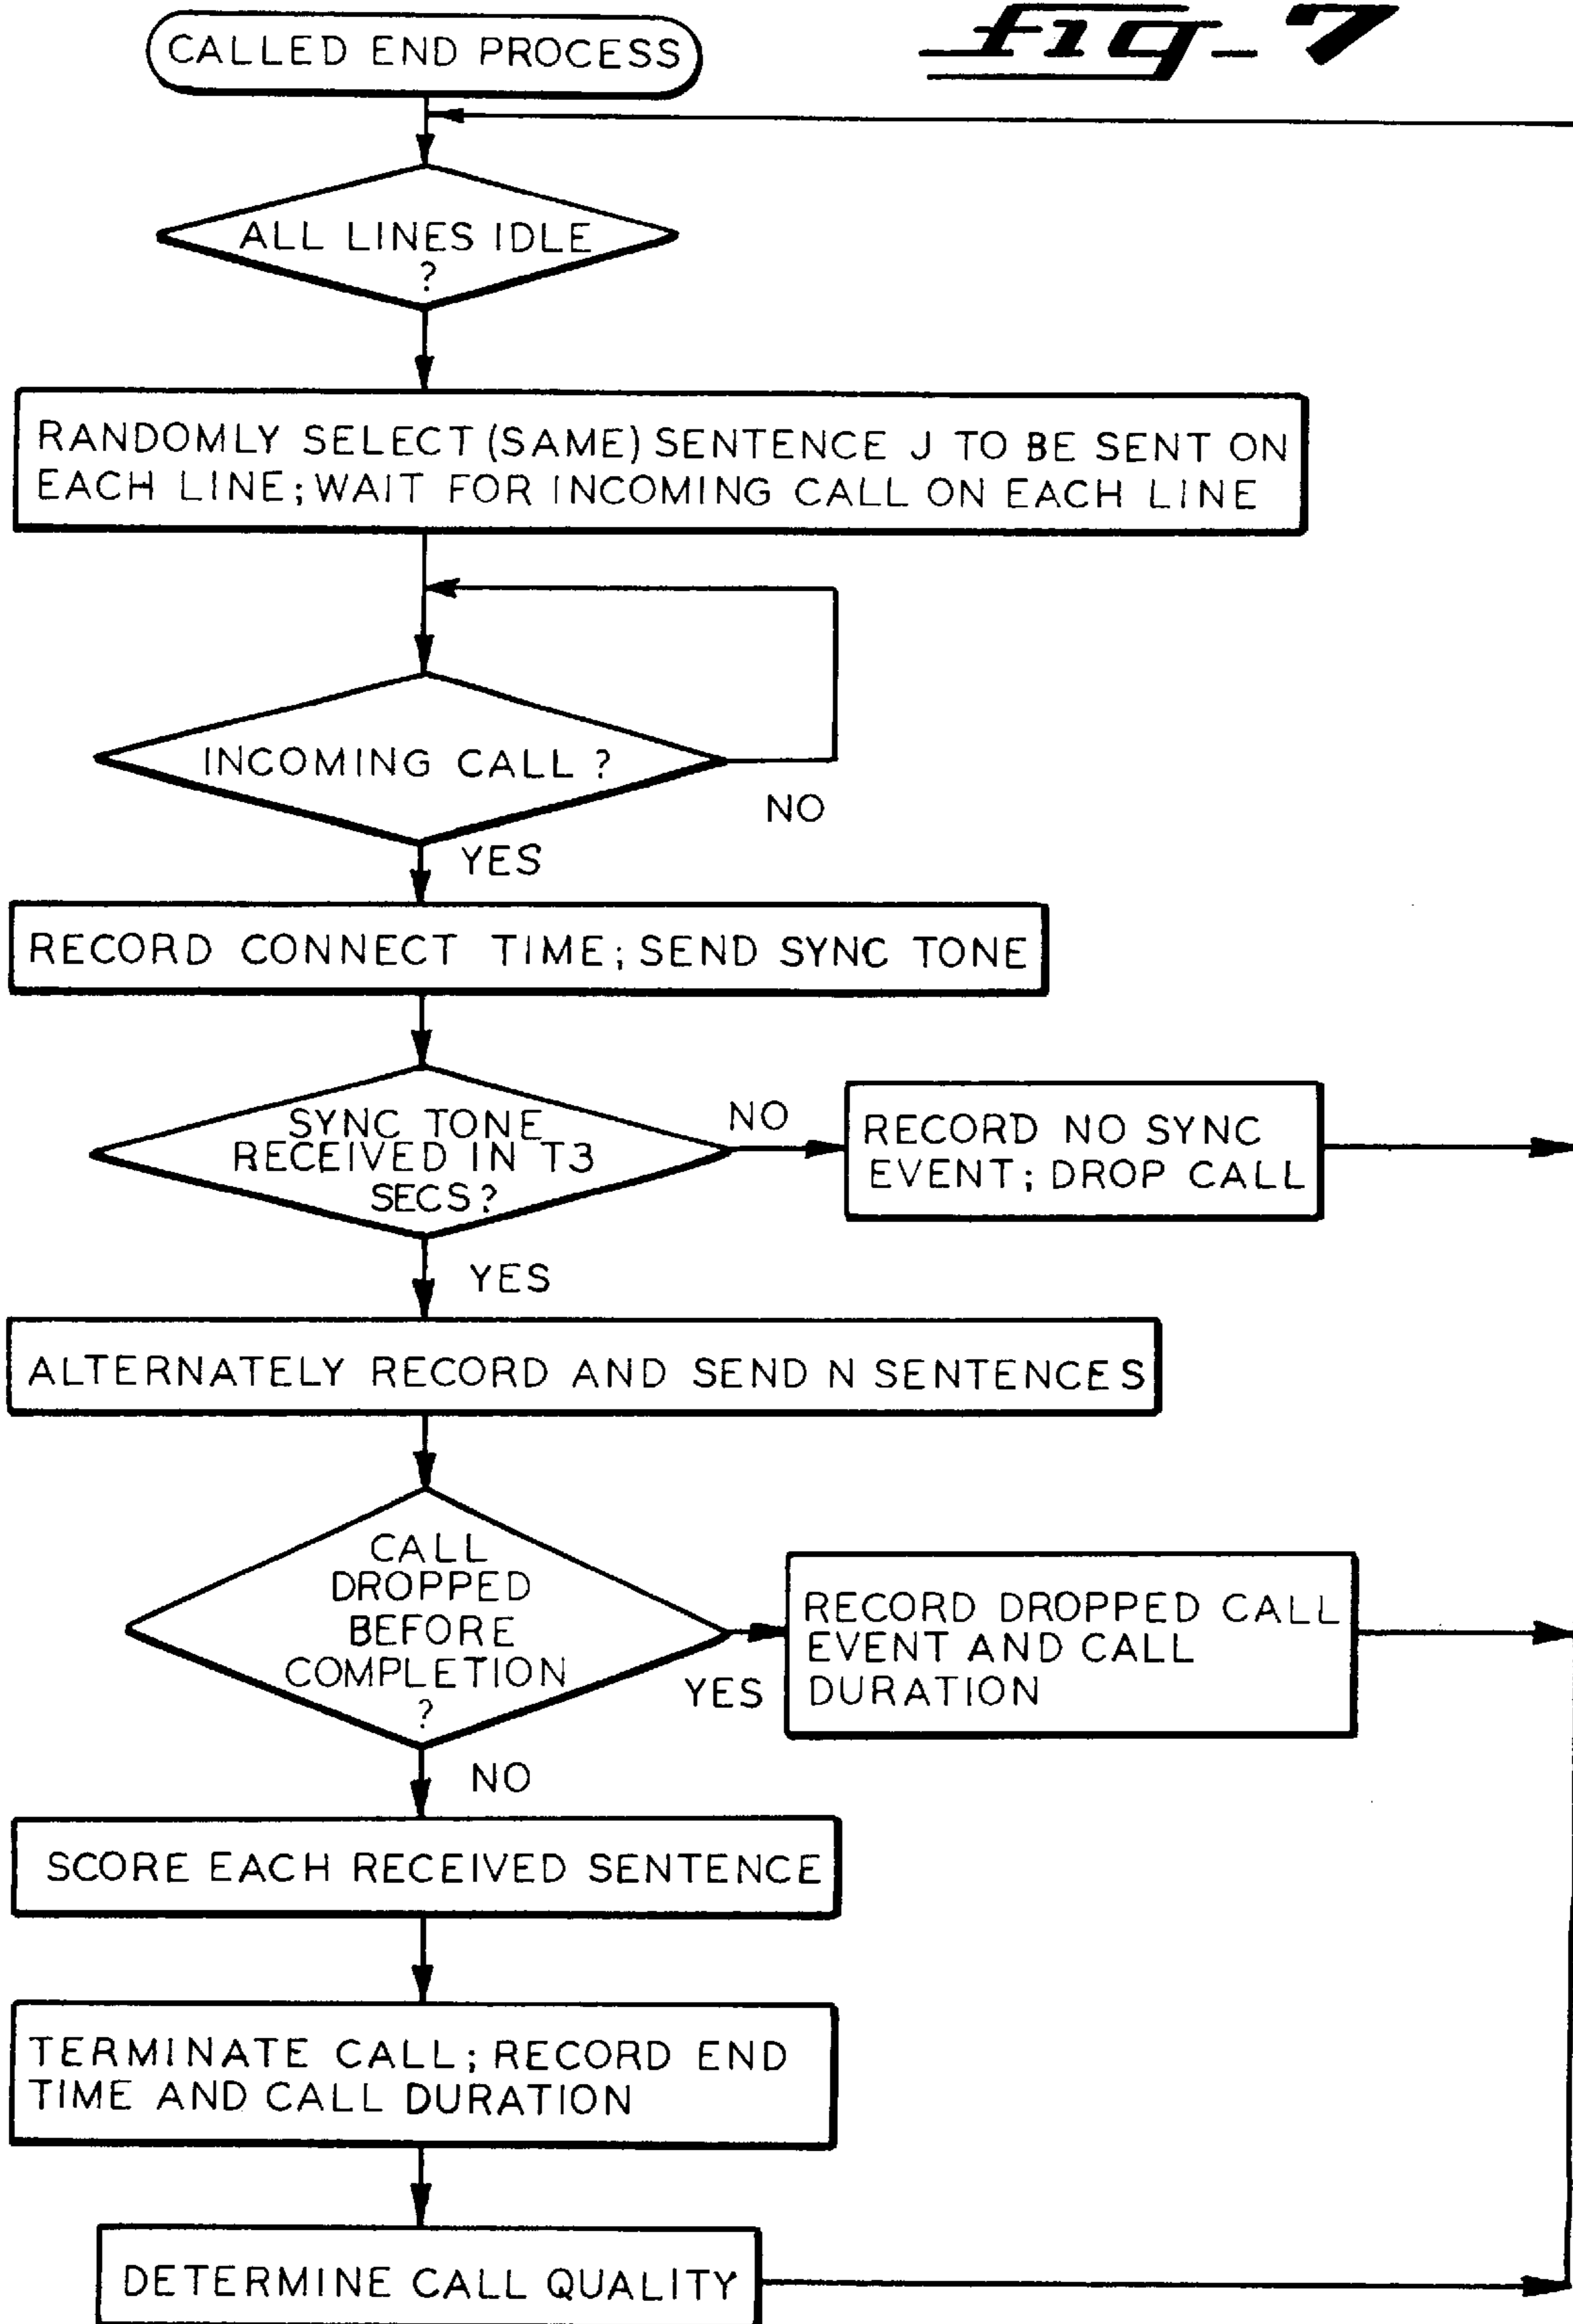 fig-7
CALLED END PROCESS
ALL LINES IDLE
?
RANDOMLY SELECT (SAME) SENTENCE J TO BE SENT ON
EACH LINE; WAIT FOR INCOMING CALL ON EACH LINE
INCOMING CALL ?
NO
YES
RECORD CONNECT TIME; SEND SYNC TONE
SYNC TONE
RECEIVED IN T3
SECS?
NO
RECORD NO SYNC
EVENT; DROP CALL
YES
ALTERNATELY RECORD AND SEND N SENTENCES
CALL
DROPPED
BEFORE
COMPLETION
?
YES
RECORD DROPPED CALL
EVENT AND CALL
DURATION
NO
SCORE EACH RECEIVED SENTENCE
TERMINATE CALL; RECORD END
TIME AND CALL DURATION
DETERMINE CALL QUALITY